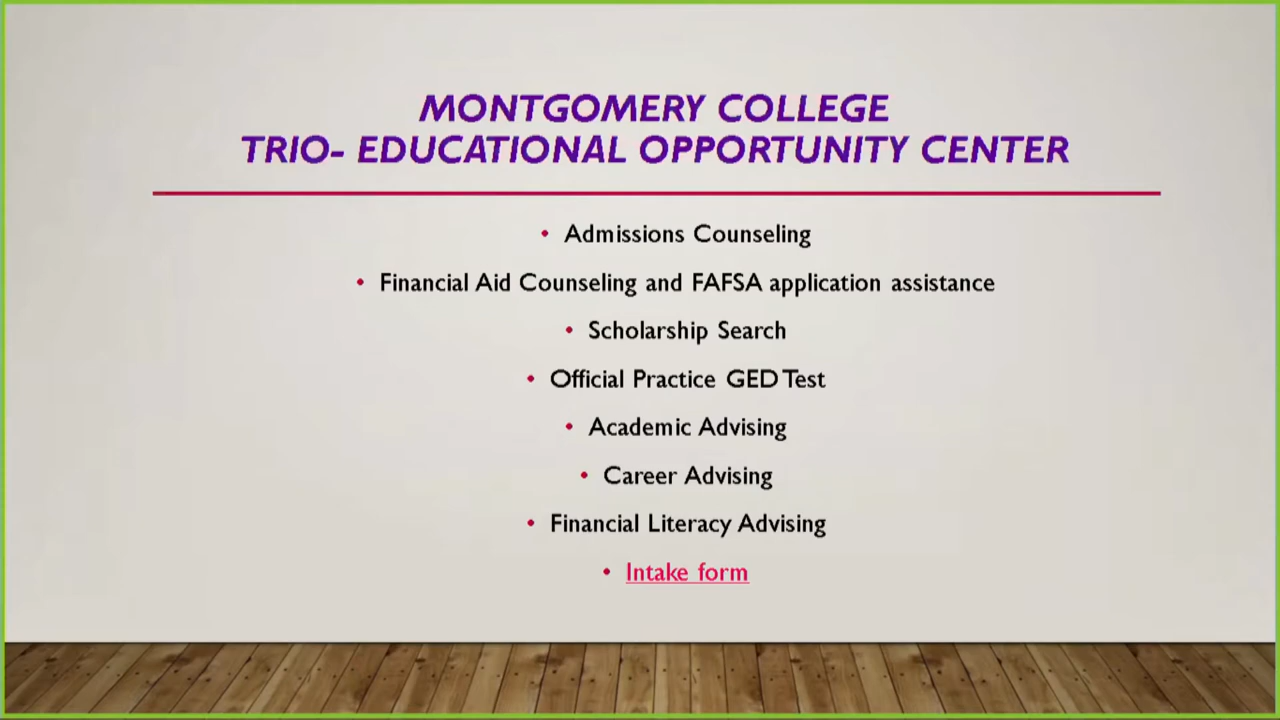 MONTGOMERY COLLEGE
TRIO- EDUCATIONAL OPPORTUNITY CENTER
• Admissions Counseling
• Financial Aid Counseling and FAFSA application assistance
• Scholarship Search
• Official Practice GED Test
• Academic Advising
• Career Advising
• Financial Literacy Advising
• Intake form